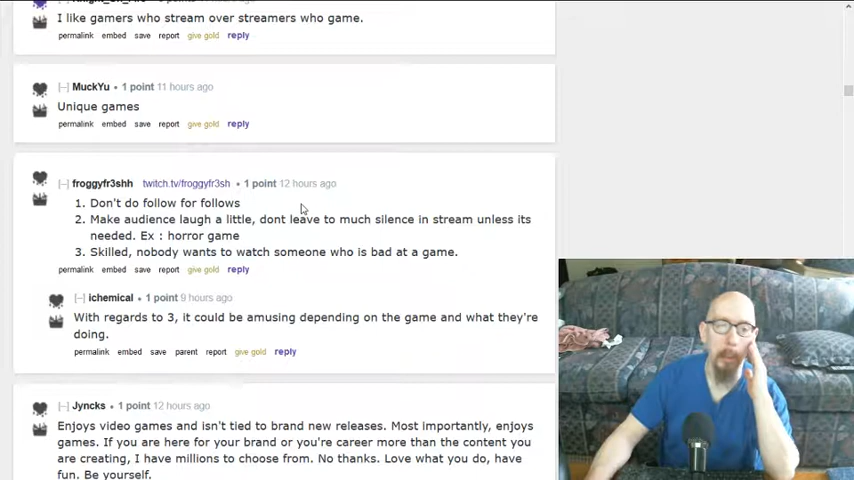 I like gamers who stream over streamers who game.
permalink embed save report give gold reply
[–] MuckYu • 1 point 11 hours ago
Unique games
permalink embed save report give gold reply
[–] froggyfr3shh twitch.tv/froggyfr3sh • 1 point 12 hours ago
1. Don't do follow for follows
2. Make audience laugh a little, dont leave to much silence in stream unless its
needed. Ex : horror game
3. Skilled, nobody wants to watch someone who is bad at a game.
permalink embed save report give gold reply
[–] ichemical • 1 point 9 hours ago
With regards to 3, it could be amusing depending on the game and what they're
doing.
permalink embed save parent report give gold reply
[–] Jyncks • 1 point 12 hours ago
Enjoys video games and isn't tied to brand new releases. Most importantly, enjoys
games. If you are here for your brand or you're career more than the content you
are creating, I have millions to choose from. No thanks. Love what you do, have
fun. Be yourself.